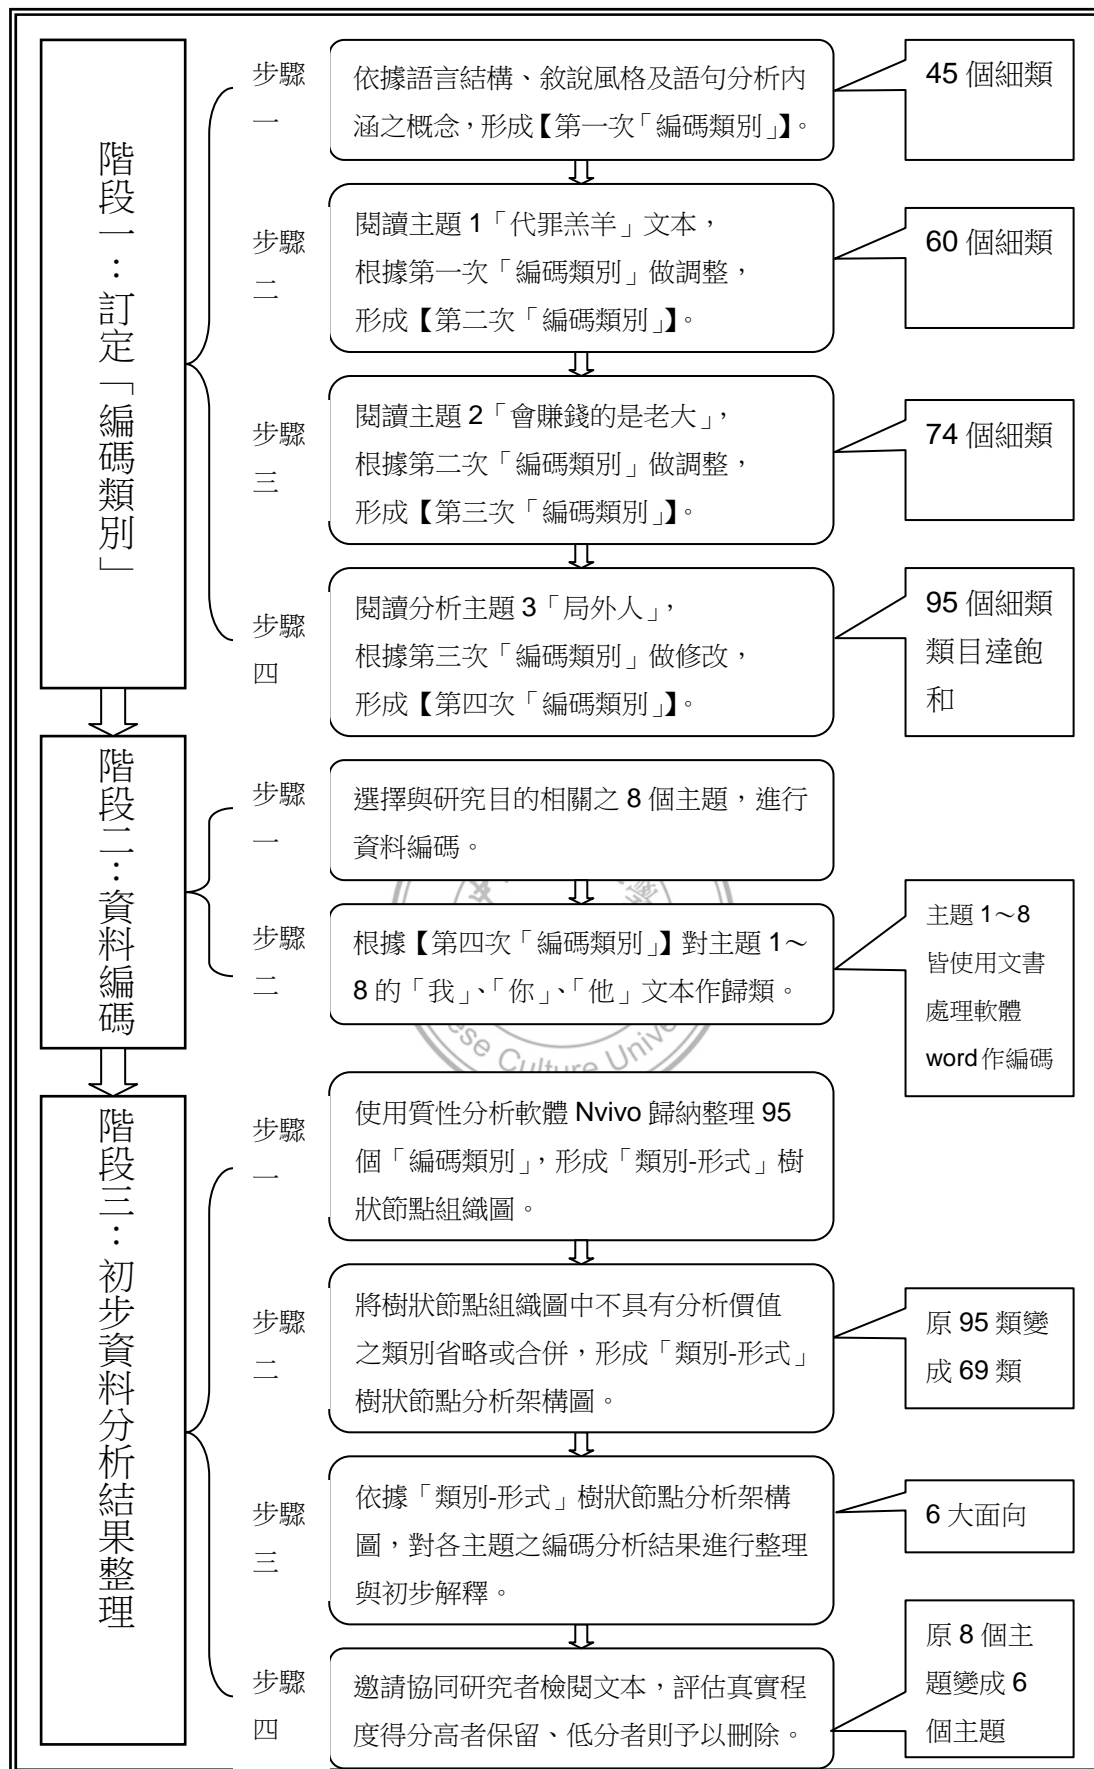 階段一：訂定「編碼類別」
步驟
一
依據語言結構、敘說風格及語句分析內
涵之概念，形成【第一次「編碼類別」】。
45 個細類
步驟
二
閱讀主題 1「代罪羔羊」文本，
根據第一次「編碼類別」做調整，
形成【第二次「編碼類別」】。
60 個細類
步驟
三
閱讀主題 2「會賺錢的是老大」，
根據第二次「編碼類別」做調整，
形成【第三次「編碼類別」】。
74 個細類
步驟
四
閱讀分析主題 3「局外人」，
根據第三次「編碼類別」做修改，
形成【第四次「編碼類別」】。
95 個細類
類目達飽
和
階段二：資料編碼
步驟
一
選擇與研究目的相關之 8 個主題，進行
資料編碼。
步驟
二
根據【第四次「編碼類別」】對主題 1～
8 的「我」、「你」、「他」文本作歸類。
主題 1～8
皆使用文書
處理軟體
word 作編碼
ese Culture Unive
階段三：初步資料分析結果整理
步驟
一
使用質性分析軟體 Nvivo 歸納整理 95
個「編碼類別」，形成「類別-形式」樹
狀節點組織圖。
步驟
二
將樹狀節點組織圖中不具有分析價值
之類別省略或合併，形成「類別-形式」
樹狀節點分析架構圖。
原 95 類變
成 69 類
步驟
三
依據「類別-形式」樹狀節點分析架構
圖，對各主題之編碼分析結果進行整理
與初步解釋。
6 大面向
步驟
四
邀請協同研究者檢閱文本，評估真實程
度得分高者保留、低分者則予以刪除。
原 8 個主
題變成 6
個主題